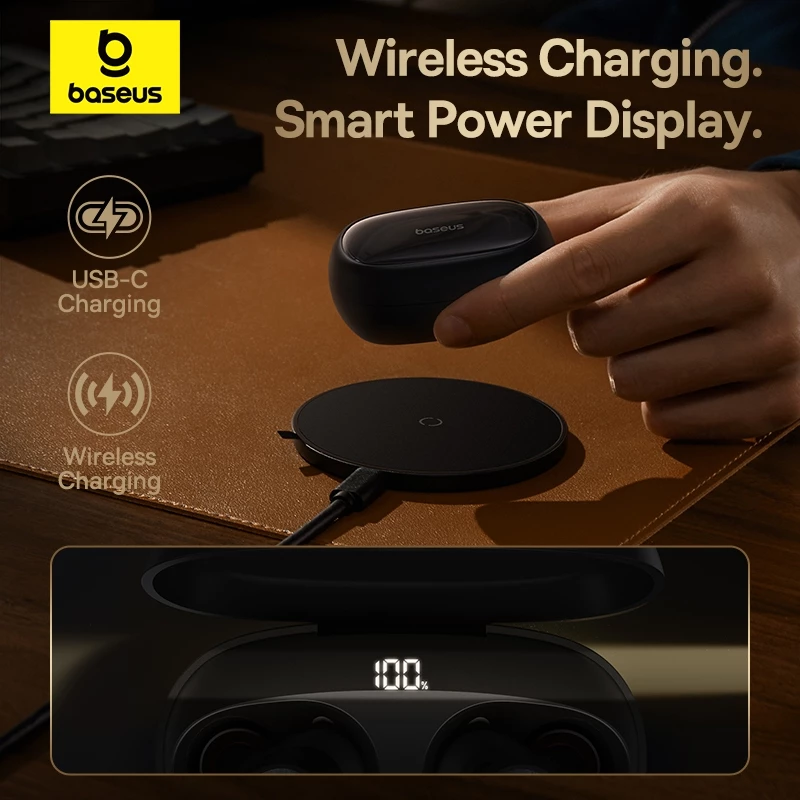 baseus
Wireless Charging.
Smart Power Display.
baseus
USB-C
Charging
Wireless
Charging
100%